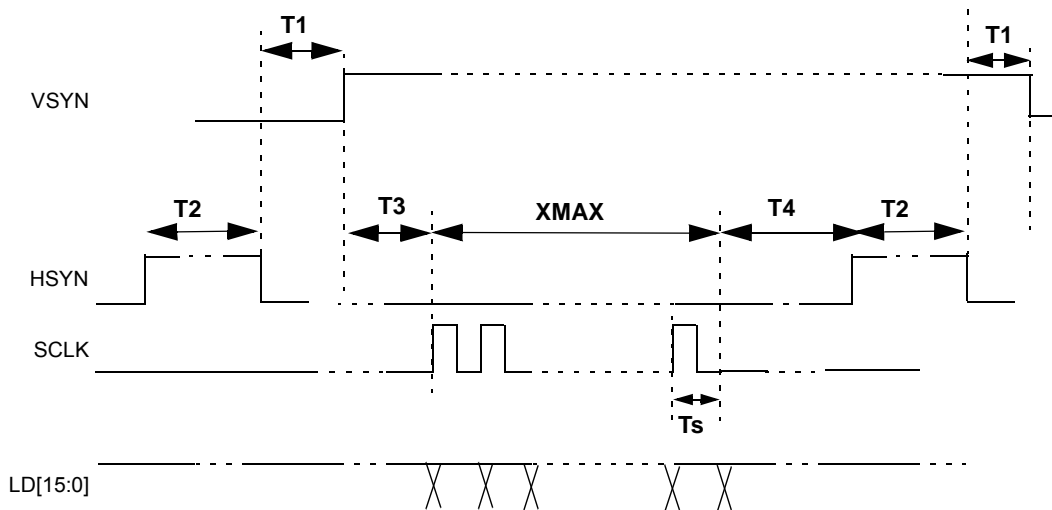 T1
T1
VSYN
T2
T3
XMAX
T4
T2
HSYN
SCLK
Ts
LD[15:0]